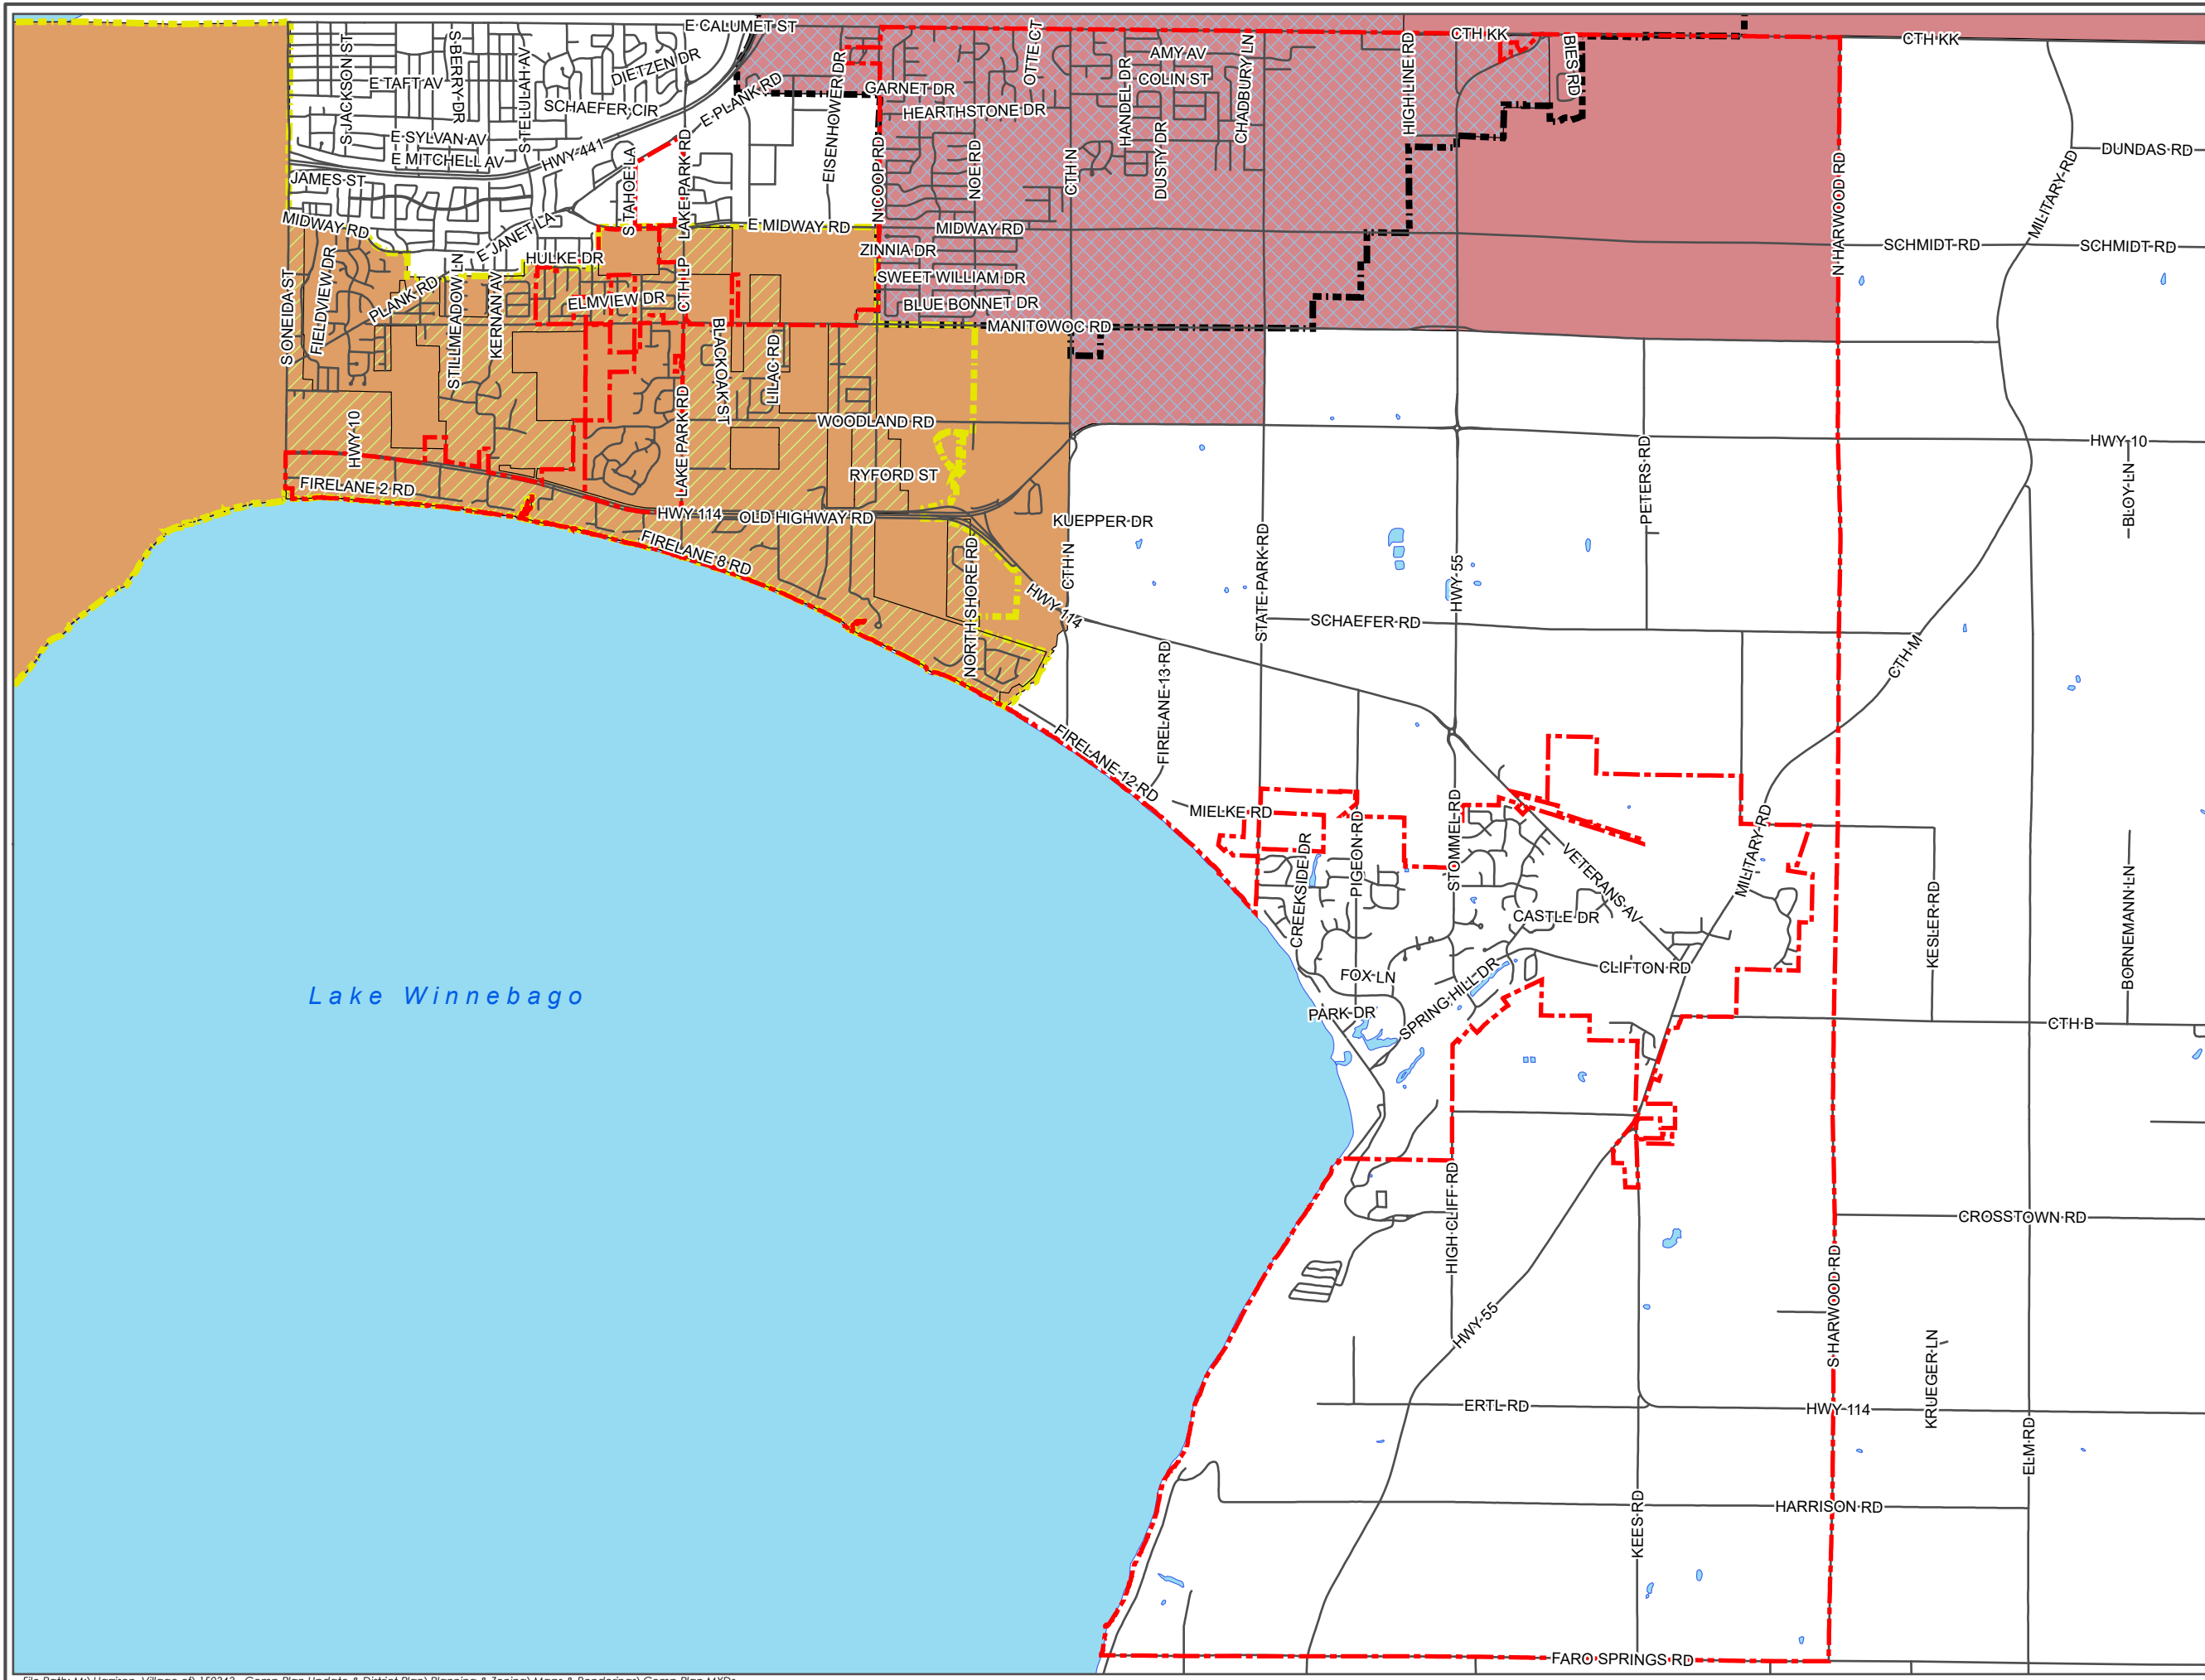 E CALUMET ST
CTH KK
CTH KK
S JACKSON ST
S BERRY DR
S TELULAH AV
DIETZEN DR
E TAFT AV
SCHAEFER CIR
E PLANK RD
EISENHOWER DR
GARNET DR
HEARTHSTONE DR
OTTE CT
AMY AV
COLIN ST
HANDEL DR
CHADBURY LN
HIGH LINE RD
BIES RD
E SYLVAN AV
E MITCHELL AV
HWY 441
JAMES ST
S TAHOE LA
LAKE PARK RD
N COOP RD
NOE RD
CTH N
DUSTY DR
N HARWOOD RD
MILITARY RD
DUNDAS RD
MIDWAY RD
E JANET LA
E MIDWAY RD
MIDWAY RD
SCHMIDT RD
SCHMIDT RD
HULKE DR
ZINNIA DR
SWEET WILLIAM DR
BLUE BONNET DR
MANITOWOC RD
S ONEIDA ST
FIELDVIEW DR
PLANK RD
STILLMEADOW LN
KERNAN AV
ELMVIEW DR
CTH LP
BLACKOAK ST
LILAC RD
HWY 10
LAKE PARK RD
WOODLAND RD
RYFORD ST
HWY 10
PETERS RD
BLOY LN
FIRELANE 2 RD
HWY 114
OLD HIGHWAY RD
FIRELANE 8 RD
NORTH SHORE RD
KUEPPER DR
CTH N
HWY 114
STATE PARK RD
HWY 55
SCHAEFER RD
CTH M
FIRELANE 13 RD
FIRELANE 12 RD
MIELKE RD
CREEKSIDE DR
PIGEON RD
STOMMEL RD
VETERANS AV
MILITARY RD
CASTLE DR
KESLER RD
BORNEMANN LN
CLIFTON RD
FOX LN
SPRING HILL DR
PARK DR
CTH B
Lake Winnebago
HIGH CLIFF RD
CROSSTOWN RD
S HARWOOD RD
HWY 55
KRUEGER LN
ERTL RD
HWY 114
ELM RD
KEES RD
HARRISON RD
FARO SPRINGS RD